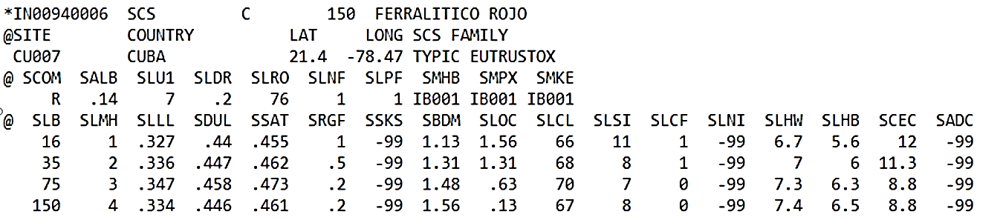 *IN00940006  SCS         C        150  FERRALITICO ROJO
@SITE        COUNTRY          LAT     LONG SCS FAMILY
 CU007       CUBA             21.4  -78.47 TYPIC EUTRUSTOX
@ SCOM  SALB  SLU1  SLDR  SLRO  SLNF  SLPF  SMHB  SMPX  SMKE
     R   .14     7    .2    76     1     1 IB001 IB001 IB001
@  SLB  SLMH  SLLL  SDUL  SSAT  SRGF  SSKS  SBDM  SLOC  SLCL  SLSI  SLCF  SLNI  SLHW  SLHB  SCEC  SADC
    16     1  .327   .44  .455     1   -99  1.13  1.56    66    11     1   -99   6.7   5.6    12   -99
    35     2  .336  .447  .462    .5   -99  1.31  1.31    68     8     1   -99     7     6  11.3   -99
    75     3  .347  .458  .473    .2   -99  1.48   .63    70     7     0   -99   7.3   6.3   8.8   -99
   150     4  .334  .446  .461    .2   -99  1.56   .13    67     8     0   -99   7.4   6.5   8.8   -99